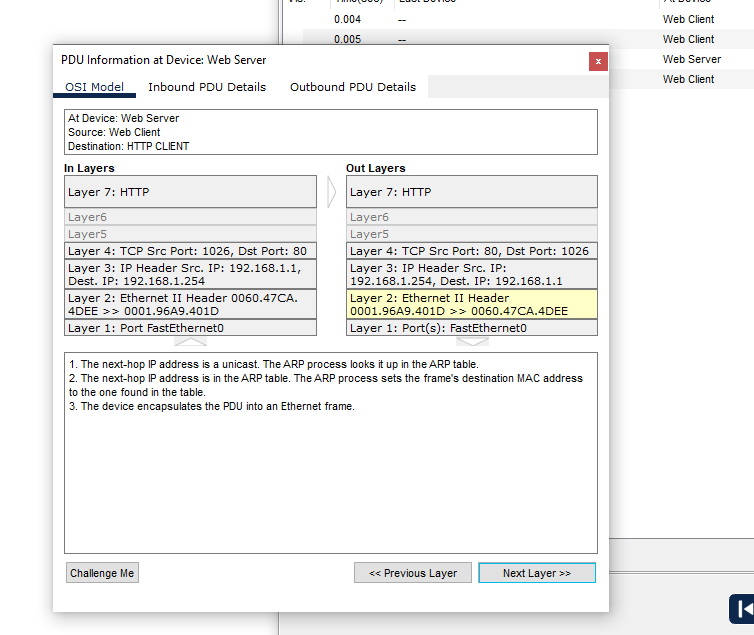 0.004 -- Web Client
0.005 -- Web Client
PDU Information at Device: Web Server
x
Web Server
OSI Model Inbound PDU Details Outbound PDU Details
Web Client
At Device: Web Server
Source: Web Client
Destination: HTTP CLIENT
In Layers
Layer 7: HTTP
Layer6
Layer5
Layer 4: TCP Src Port: 1026, Dst Port: 80
Layer 3: IP Header Src. IP: 192.168.1.1,
Dest. IP: 192.168.1.254
Layer 2: Ethernet II Header 0060.47CA.
4DEE >> 0001.96A9.401D
Layer 1: Port FastEthernet0
Out Layers
Layer 7: HTTP
Layer6
Layer5
Layer 4: TCP Src Port: 80, Dst Port: 1026
Layer 3: IP Header Src. IP:
192.168.1.254, Dest. IP: 192.168.1.1
Layer 2: Ethernet II Header
0001.96A9.401D >> 0060.47CA.4DEE
Layer 1: Port(s): FastEthernet0
1. The next-hop IP address is a unicast. The ARP process looks it up in the ARP table.
2. The next-hop IP address is in the ARP table. The ARP process sets the frame's destination MAC address
to the one found in the table.
3. The device encapsulates the PDU into an Ethernet frame.
Challenge Me << Previous Layer Next Layer >>